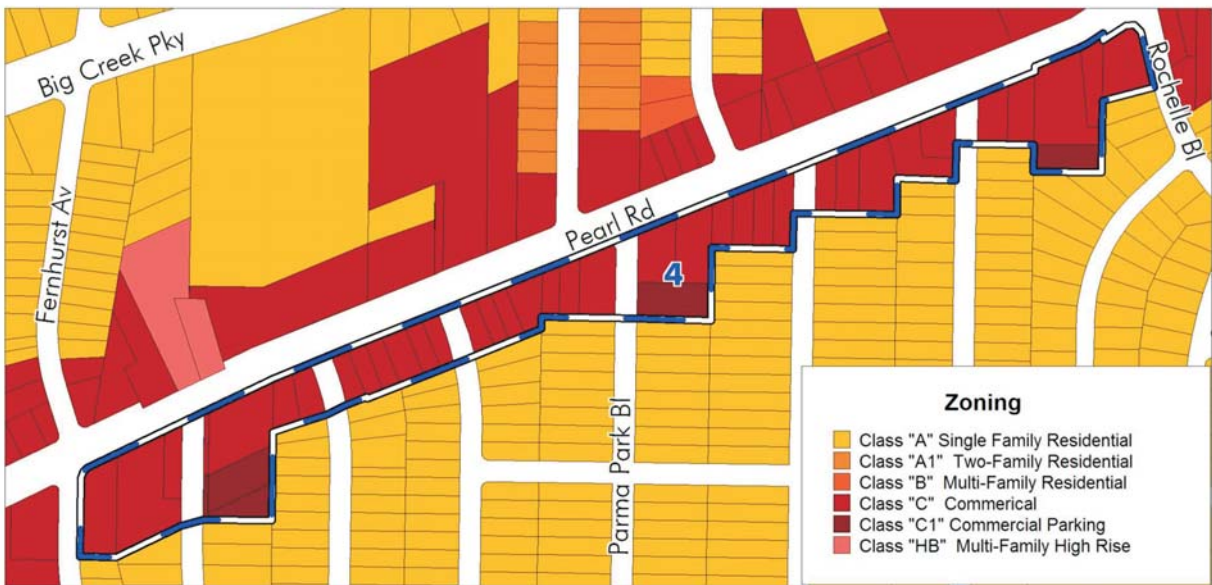 Big Creek Pky
Rochelle Bl
Fernhurst Av
Pearl Rd
4
Parma Park Bl
Zoning
Class "A" Single Family Residential
Class "A1" Two-Family Residential
Class "B" Multi-Family Residential
Class "C" Commerical
Class "C1" Commercial Parking
Class "HB" Multi-Family High Rise